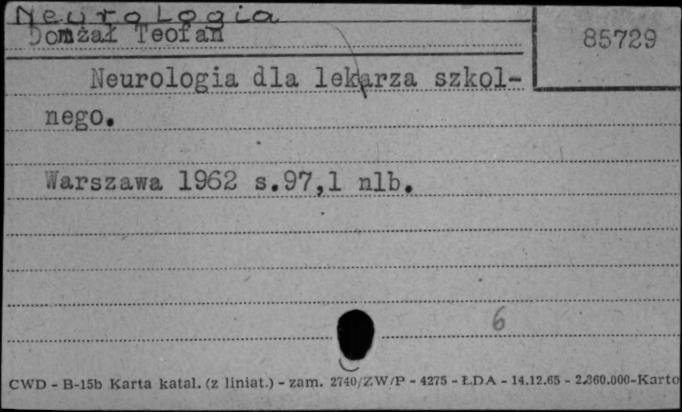 Neurologia
Domżał Teofan
85729
Neurologia dla lekarza szkol-
nego.
Warszawa 1962 s.97,1 nlb.
6
CWD - B-15b Karta katal. (z liniat.) - zam. 2740/ZW/P - 4275 - ŁDA - 14.12.65 - 2.360.000-Karto